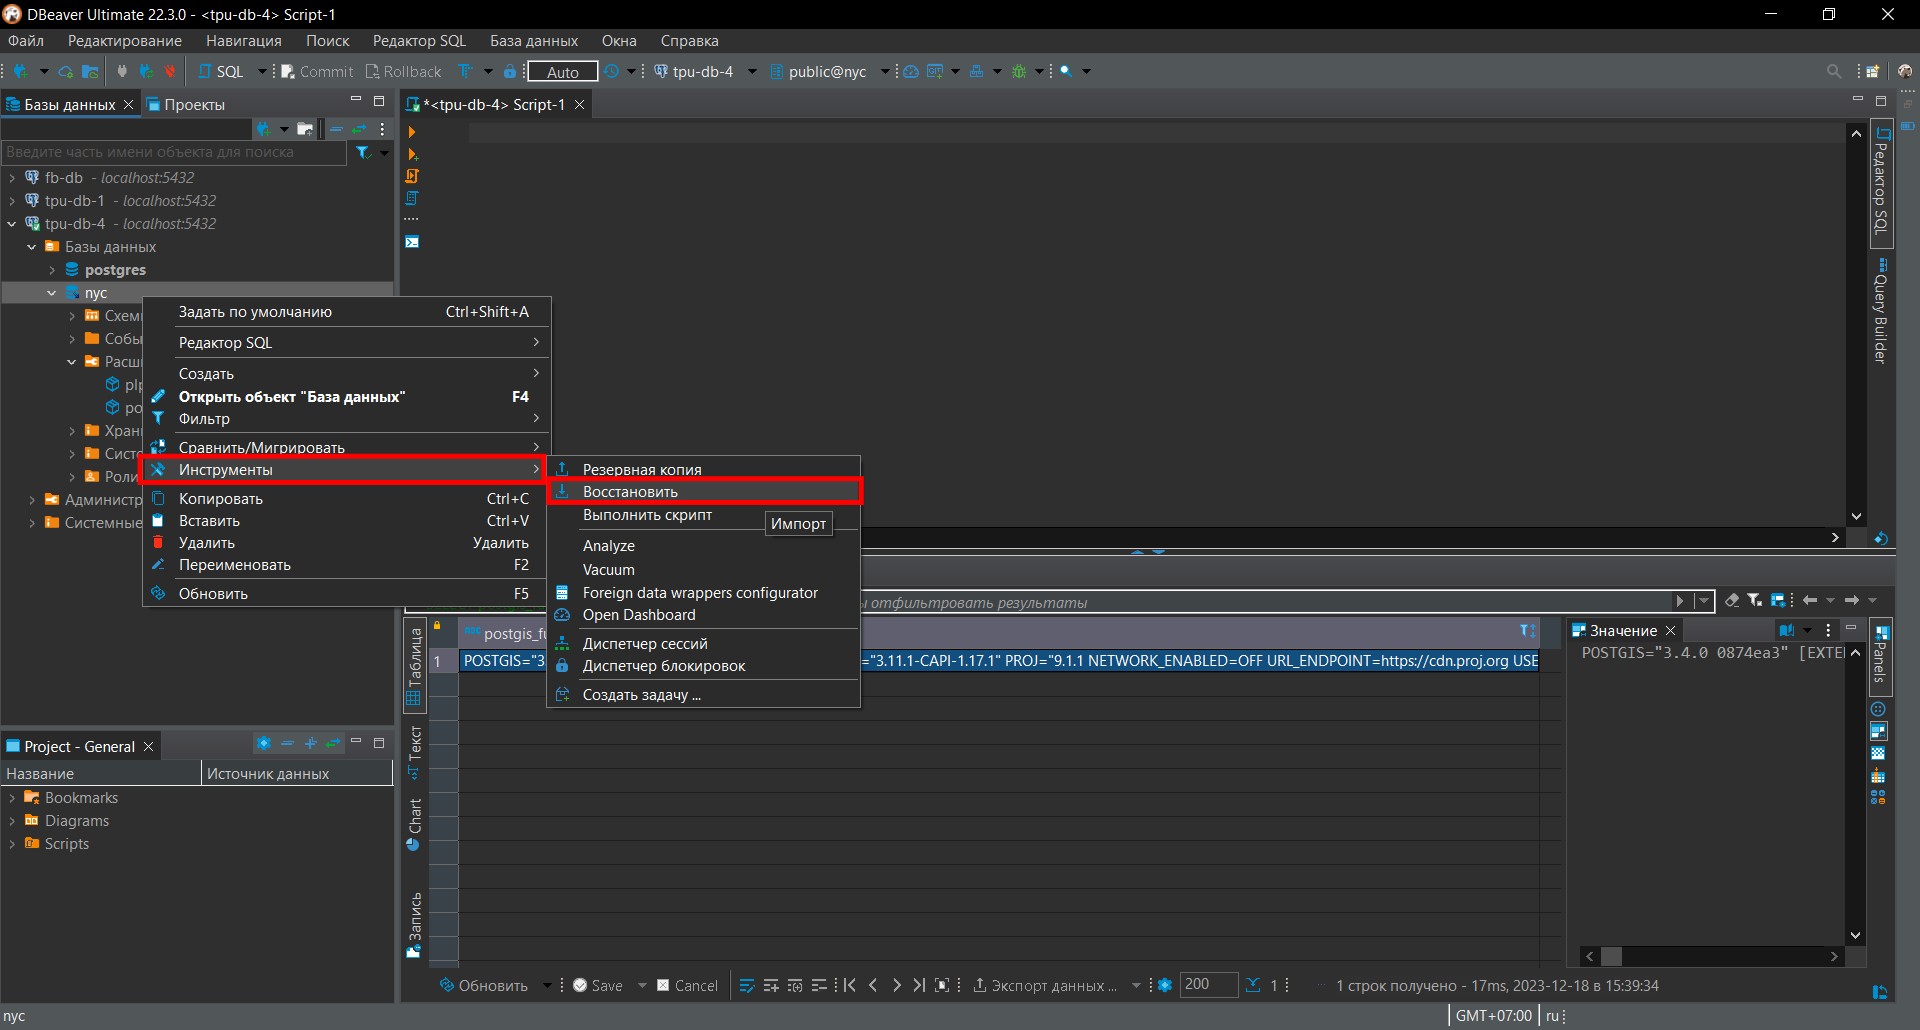 DBeaver Ultimate 22.3.0 - <tpu-db-4> Script-1
Файл Редактирование Навигация Поиск Редактор SQL База данных Окна Справка
SQL Commit Rollback Auto tpu-db-4 public@nyc
Базы данных Проекты
*<tpu-db-4> Script-1
Введите часть имени объекта для поиска
fb-db - localhost:5432
tpu-db-1 - localhost:5432
tpu-db-4 - localhost:5432
Базы данных
postgres
nyc
Схем
Собы
Расш
plp
po
Хран
Систе
Роли
Администр
Системные
Задать по умолчанию Ctrl+Shift+A
Редактор SQL
Создать
Открыть объект "База данных" F4
Фильтр
Сравнить/Мигрировать
Инструменты
Копировать Ctrl+C
Вставить Ctrl+V
Удалить Удалить
Переименовать F2
Обновить F5
Резервная копия
Восстановить
Выполнить скрипт
Импорт
Analyze
Vacuum
Foreign data wrappers configurator
Open Dashboard
Диспетчер сессий
Диспетчер блокировок
Создать задачу ...
Редактор SQL
Query Builder
ы отфильтровать результаты
Таблица
Текст
Chart
Запись
postgis_fu
1 POSTGIS="3 ="3.11.1-CAPI-1.17.1" PROJ="9.1.1 NETWORK_ENABLED=OFF URL_ENDPOINT=https://cdn.proj.org USE
Значение
POSTGIS="3.4.0 0874ea3" [EXTE
Panels
Project - General
Название Источник данных
Bookmarks
Diagrams
Scripts
Обновить Save Cancel Экспорт данных ... 200 1 1 строк получено - 17ms, 2023-12-18 в 15:39:34
nyc GMT+07:00 ru